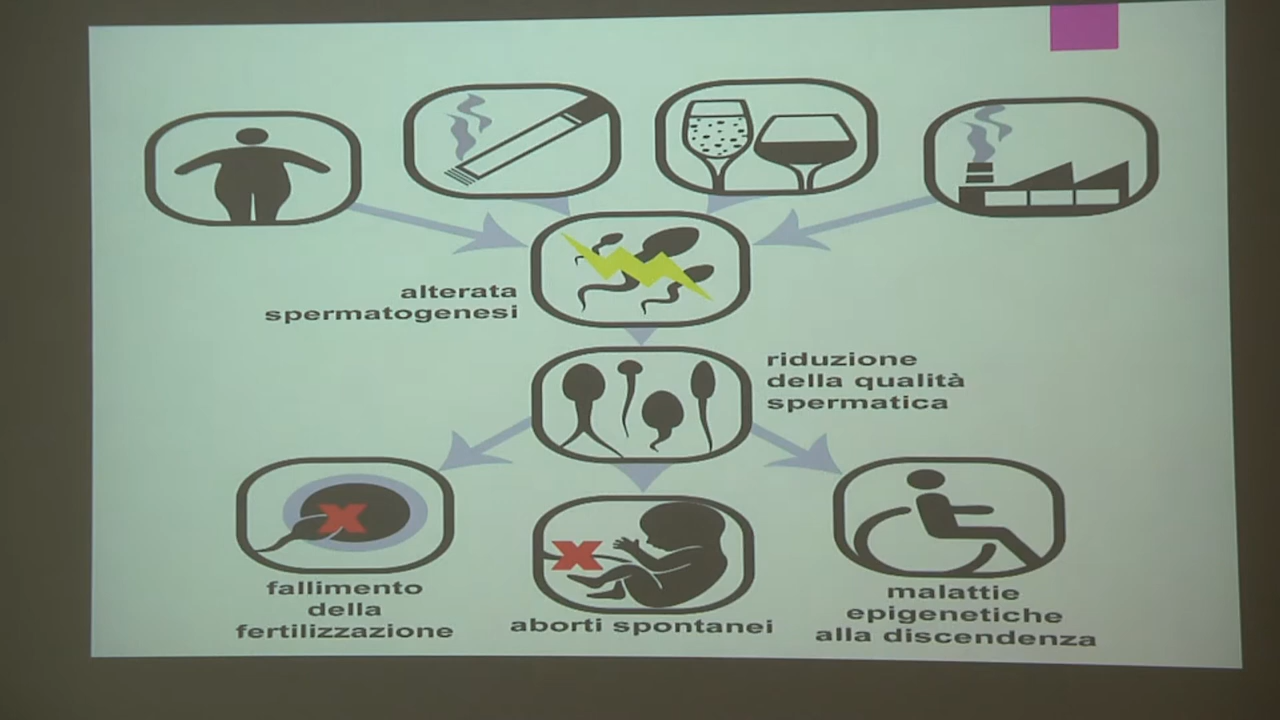 alterata
spermatogenesi
riduzione
della qualità
spermatica
fallimento
della
fertilizzazione
aborti spontanei
malattie
epigenetiche
alla discendenza